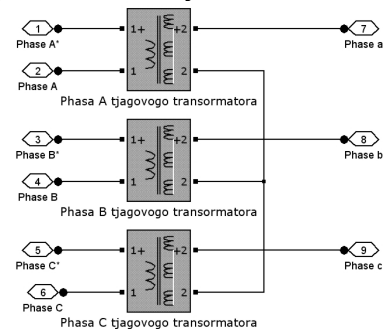 1 1+ +2 7
Phase A* Phase a
2 1 2
Phase A
Phasa A tjagovogo transormatora
3 1+ +2 8
Phase B* Phase b
4 1 2
Phase B
Phasa B tjagovogo transormatora
5 1+ +2 9
Phase C* Phase c
6 1 2
Phase C
Phasa C tjagovogo transormatora